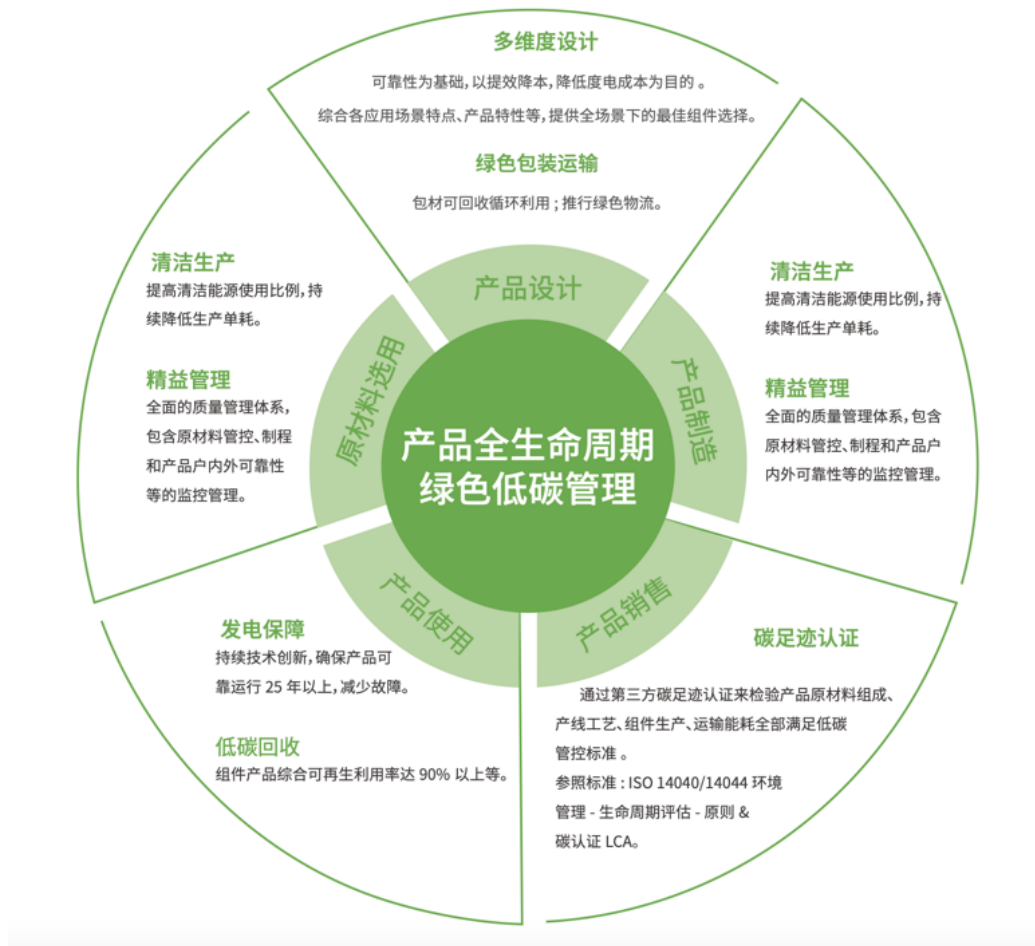 多维度设计
可靠性为基础,以提效降本,降低度电成本为目的 。
综合各应用场景特点、产品特性等,提供全场景下的最佳组件选择。
绿色包装运输
包材可回收循环利用 ; 推行绿色物流。
产品设计
清洁生产
提高清洁能源使用比例,持
续降低生产单耗。
精益管理
全面的质量管理体系,
包含原材料管控、制程
和产品户内外可靠性
等的监控管理。
原材料选用
产品全生命周期
绿色低碳管理
产品制造
清洁生产
提高清洁能源使用比例,持
续降低生产单耗。
精益管理
全面的质量管理体系,包含
原材料管控、制程和产品户
内外可靠性等的监控管理。
产品使用
发电保障
持续技术创新,确保产品可
靠运行 25 年以上,减少故障。
低碳回收
组件产品综合可再生利用率达 90% 以上等。
产品销售
碳足迹认证
通过第三方碳足迹认证来检验产品原材料组成、
产线工艺、组件生产、运输能耗全部满足低碳
管控标准 。
参照标准 : ISO 14040/14044 环境
管理 - 生命周期评估 - 原则 &
碳认证 LCA。